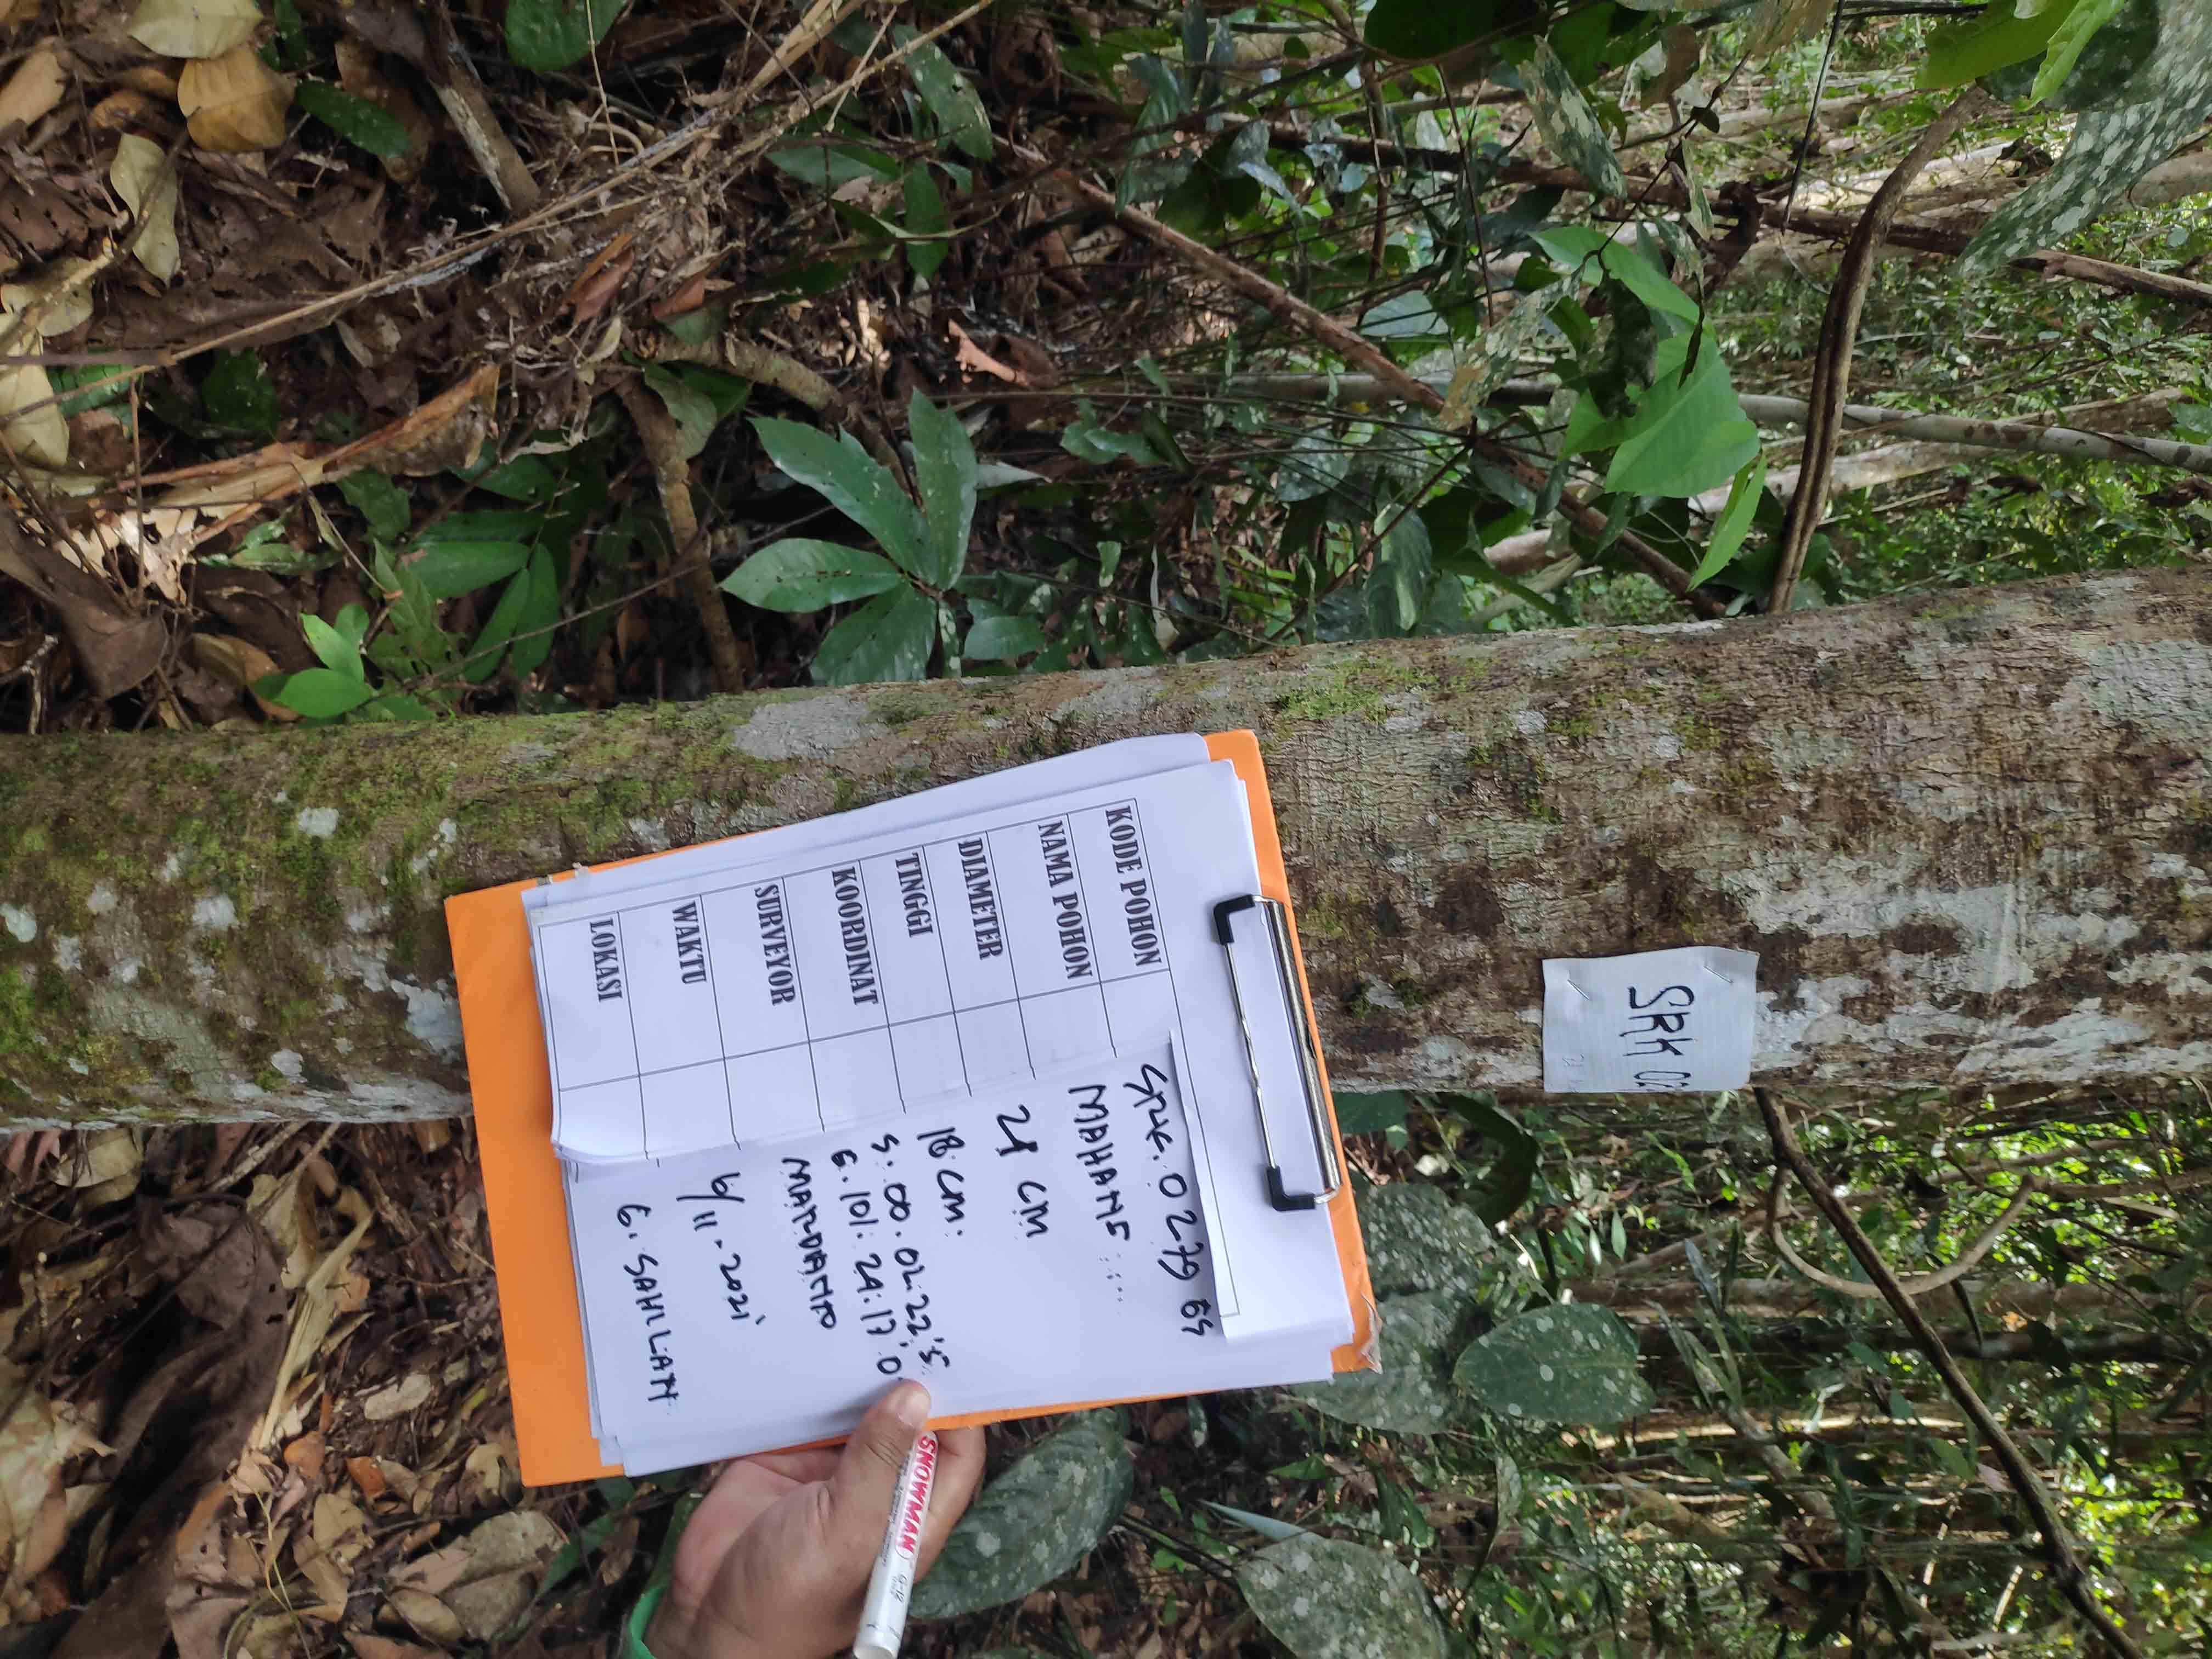 SRK 02
KODE POHON SRK. 0279
NAMA POHON MAHANG
DIAMETER 21 CM
TINGGI 18 CM.
KOORDINAT S. 00. 02. 22'5
E. 101. 24. 17'0
SURVEYOR MARDIANTO
WAKTU 6/11-2021
LOKASI G. SAHILAN
SNOWMAN
G-12